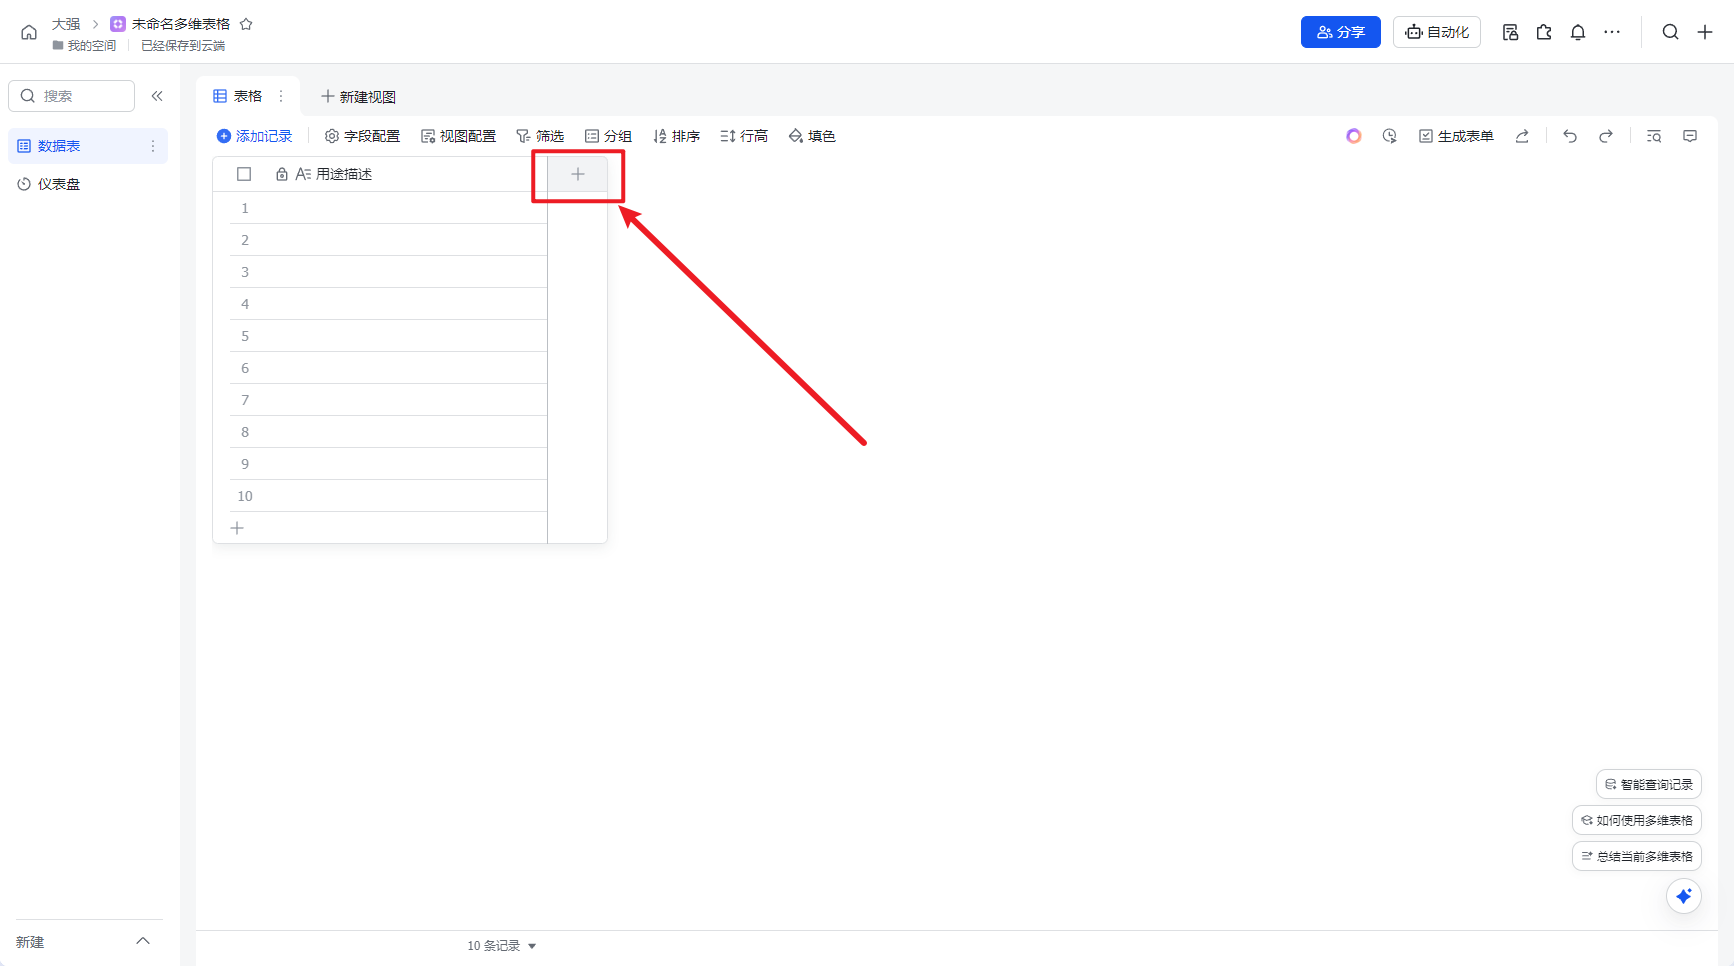 大强 > 未命名多维表格
我的空间 | 已经保存到云端
分享
自动化
搜索
数据表
仪表盘
表格
+ 新建视图
添加记录
字段配置
视图配置
筛选
分组
排序
行高
填色
生成表单
用途描述
1
2
3
4
5
6
7
8
9
10
智能查询记录
如何使用多维表格
总结当前多维表格
新建
10 条记录